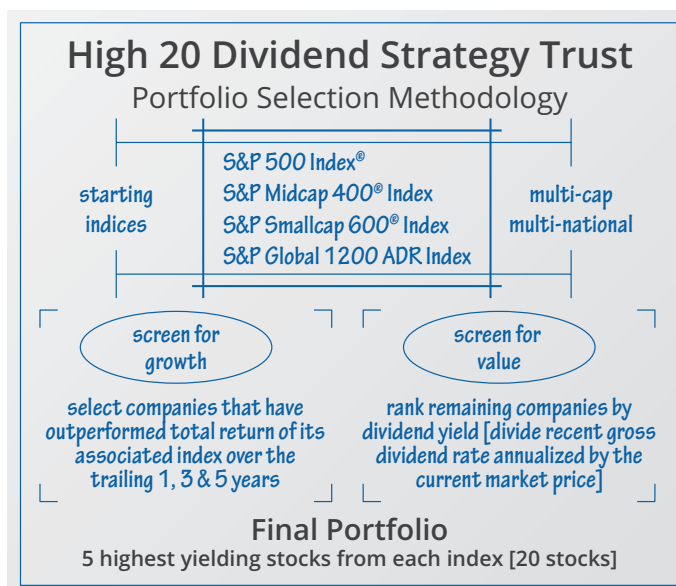 High 20 Dividend Strategy Trust
Portfolio Selection Methodology
starting
indices
S&P 500 Index®
S&P Midcap 400® Index
S&P Smallcap 600® Index
S&P Global 1200 ADR Index
multi-cap
multi-national
screen for
growth
select companies that have
outperformed total return of its
associated index over the
trailing 1, 3 & 5 years
screen for
value
rank remaining companies by
dividend yield [divide recent gross
dividend rate annualized by the
current market price]
Final Portfolio
5 highest yielding stocks from each index [20 stocks]